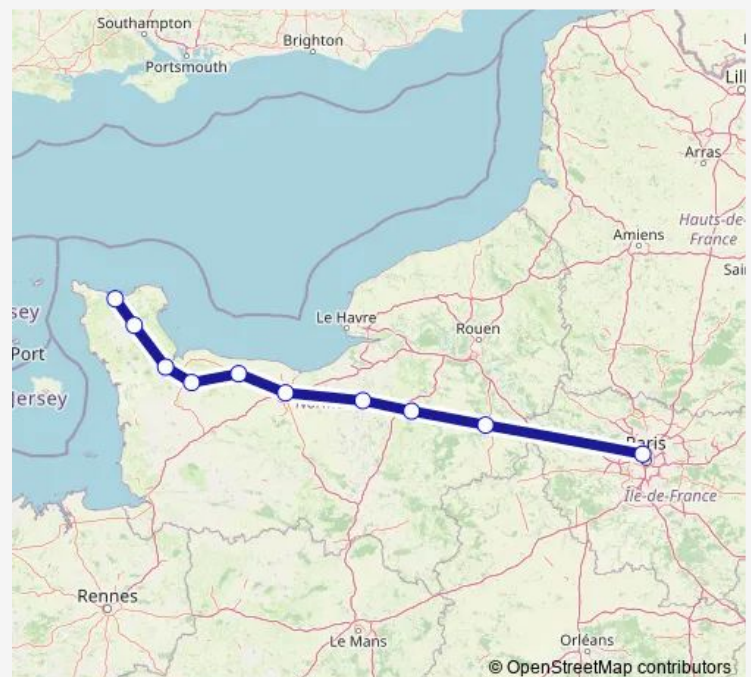 Southampton
Brighton
Portsmouth
Lill
Arras
Hauts-de-
France
Amiens
Sai
sey
Le Havre
Rouen
Port
Jersey
Paris
Île-de-France
Rennes
Le Mans
Orléans
© OpenStreetMap contributors